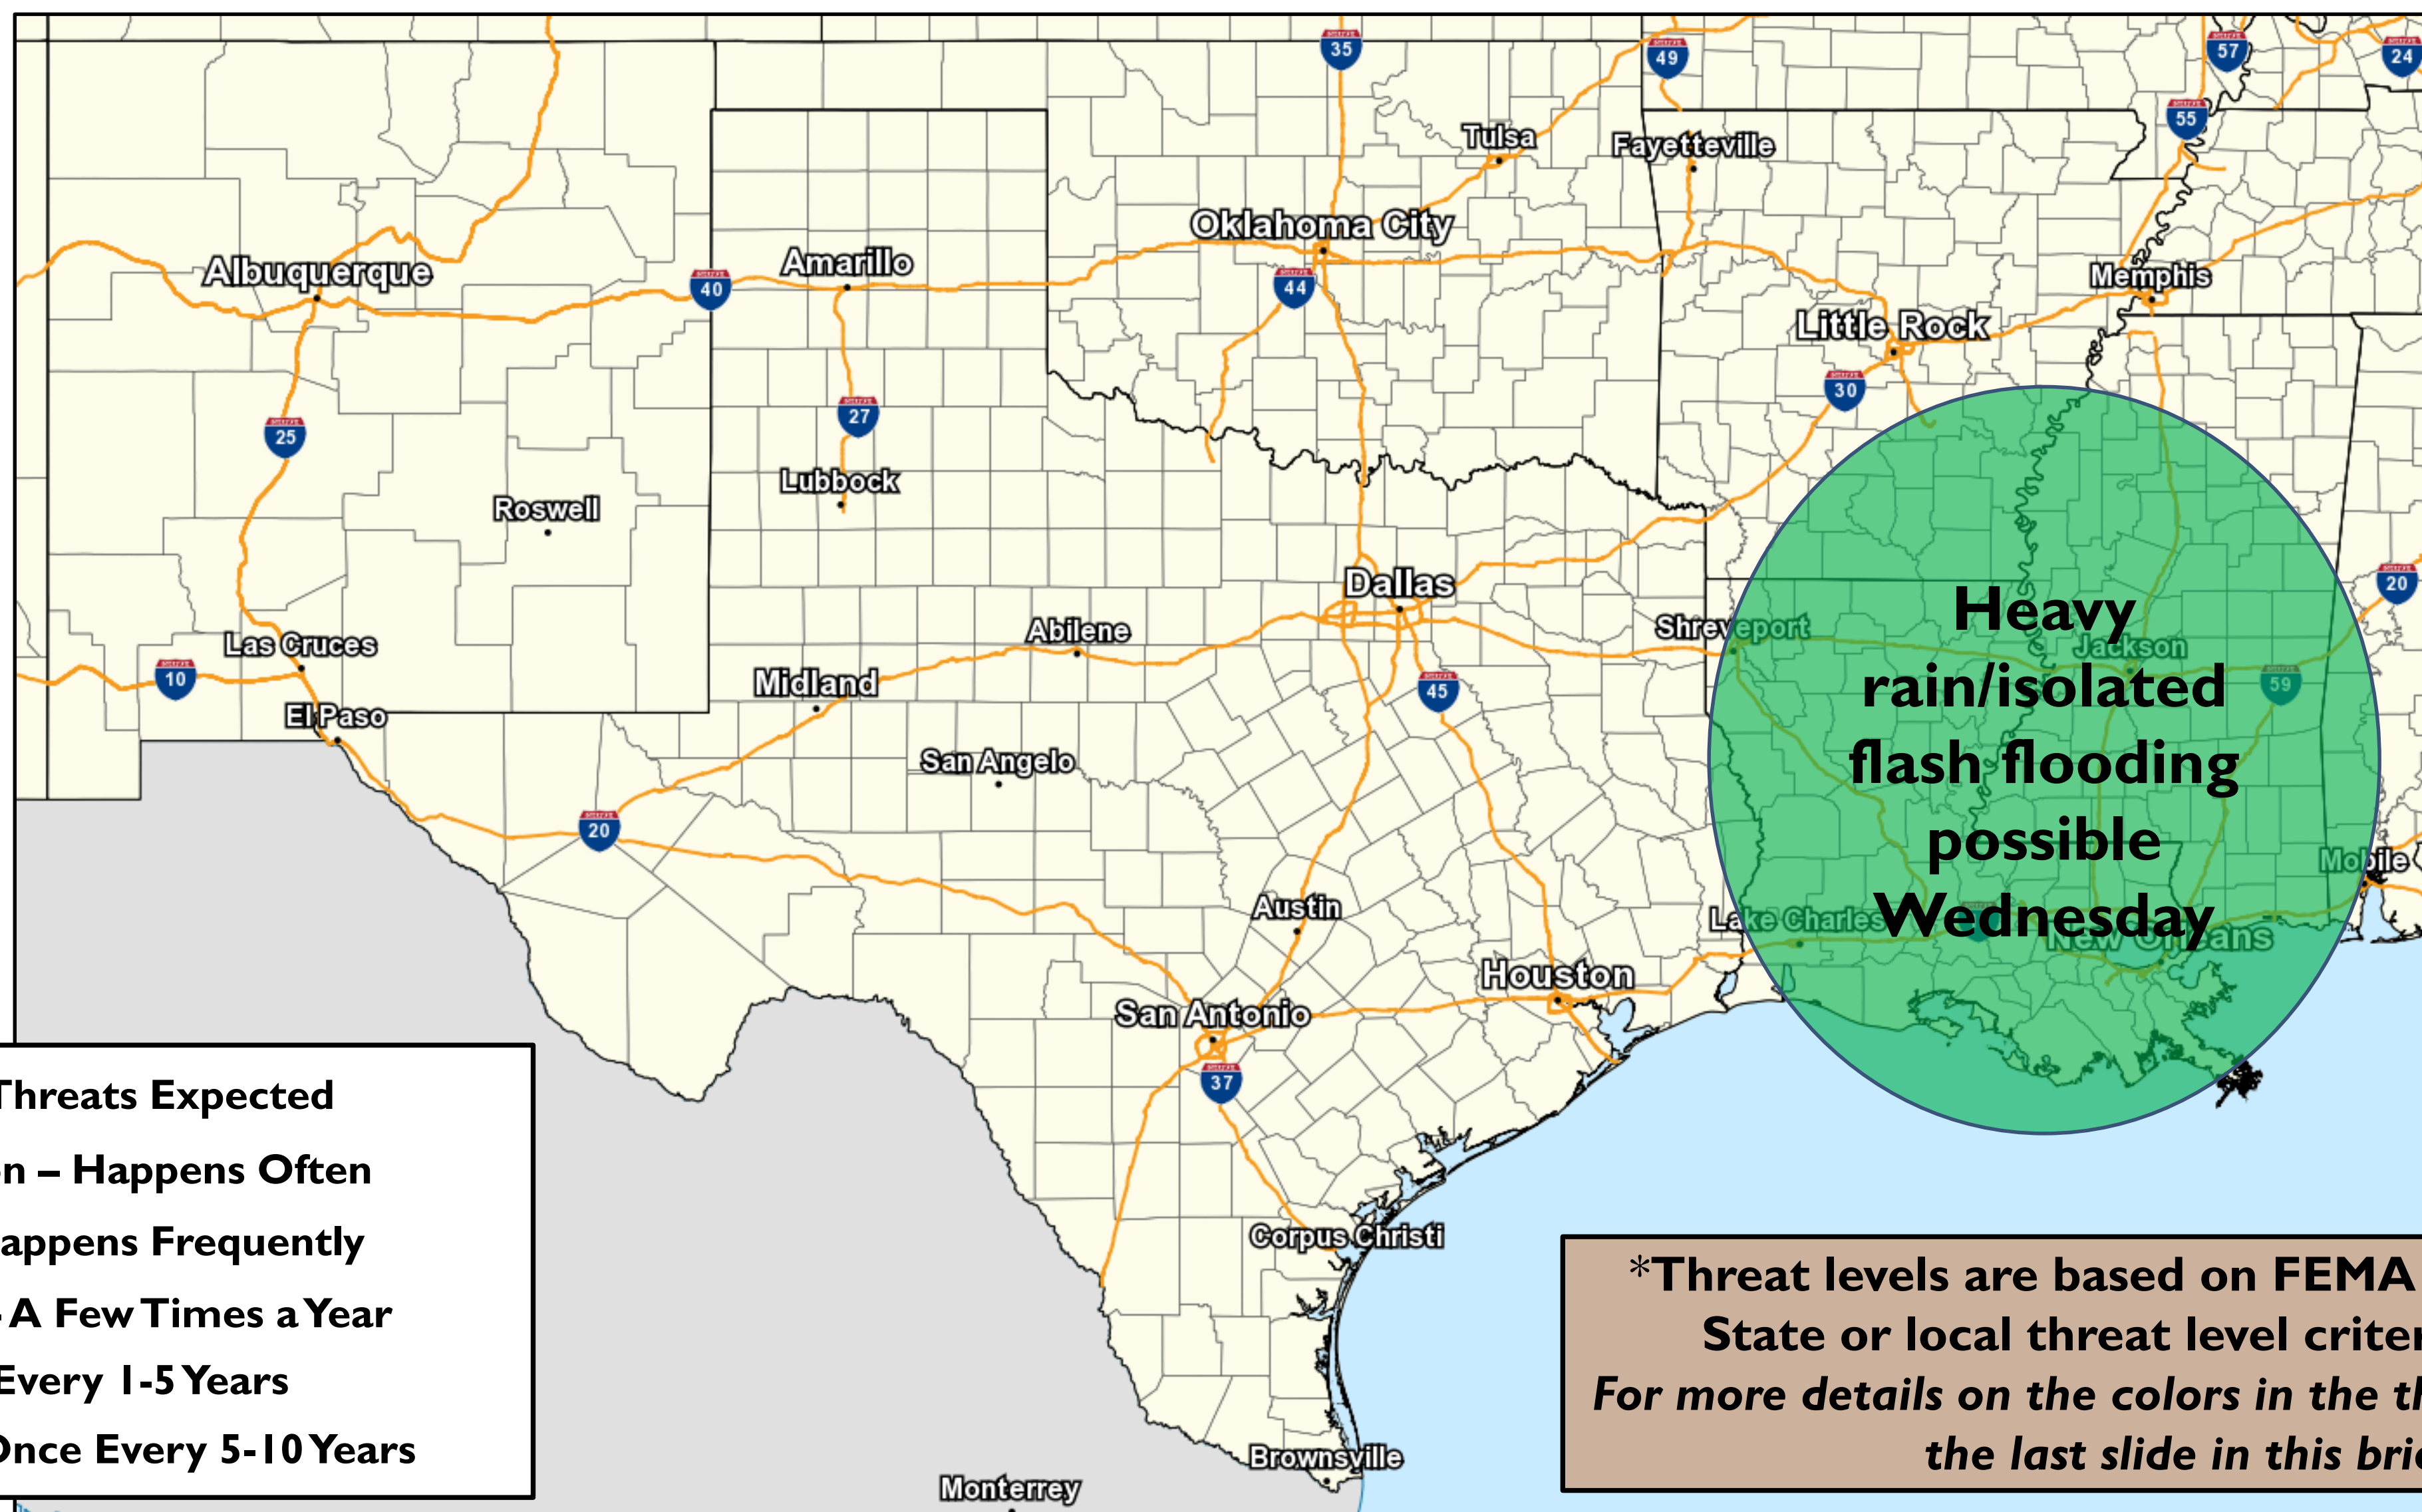 35
49
57
24
55
Tulsa
Fayetteville
Oklahoma City
Albuquerque
Amarillo
40
44
Memphis
Little Rock
30
25
27
Lubbock
Roswell
Dallas
20
Heavy
rain/isolated
flash flooding
possible
Wednesday
Shreveport
Jackson
59
Las Cruces
Abilene
10
Midland
45
El Paso
San Angelo
20
Mobile
Austin
Lake Charles
New Orleans
Houston
San Antonio
37
Corpus Christi
Brownsville
Monterrey
Threats Expected
n – Happens Often
appens Frequently
- A Few Times a Year
Every 1-5 Years
Once Every 5-10 Years
*Threat levels are based on FEMA
State or local threat level criter
For more details on the colors in the th
the last slide in this brie